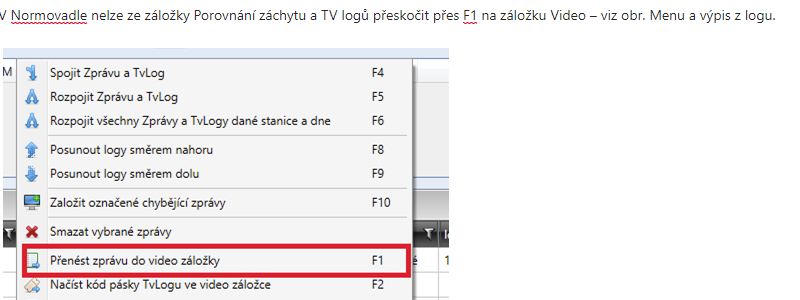 V Normovadle nelze ze záložky Porovnání záchytu a TV logů přeskočit přes F1 na záložku Video – viz obr. Menu a výpis z logu.
M
Spojit Zprávu a TvLog F4
Rozpojit Zprávu a TvLog F5
Rozpojit všechny Zprávy a TvLogy dané stanice a dne F6
Posunout logy směrem nahoru F8
Posunout logy směrem dolu F9
Založit označené chybějící zprávy F10
Smazat vybrané zprávy
Přenést zprávu do video záložky F1
Načíst kód pásky TvLogu ve video záložce F2